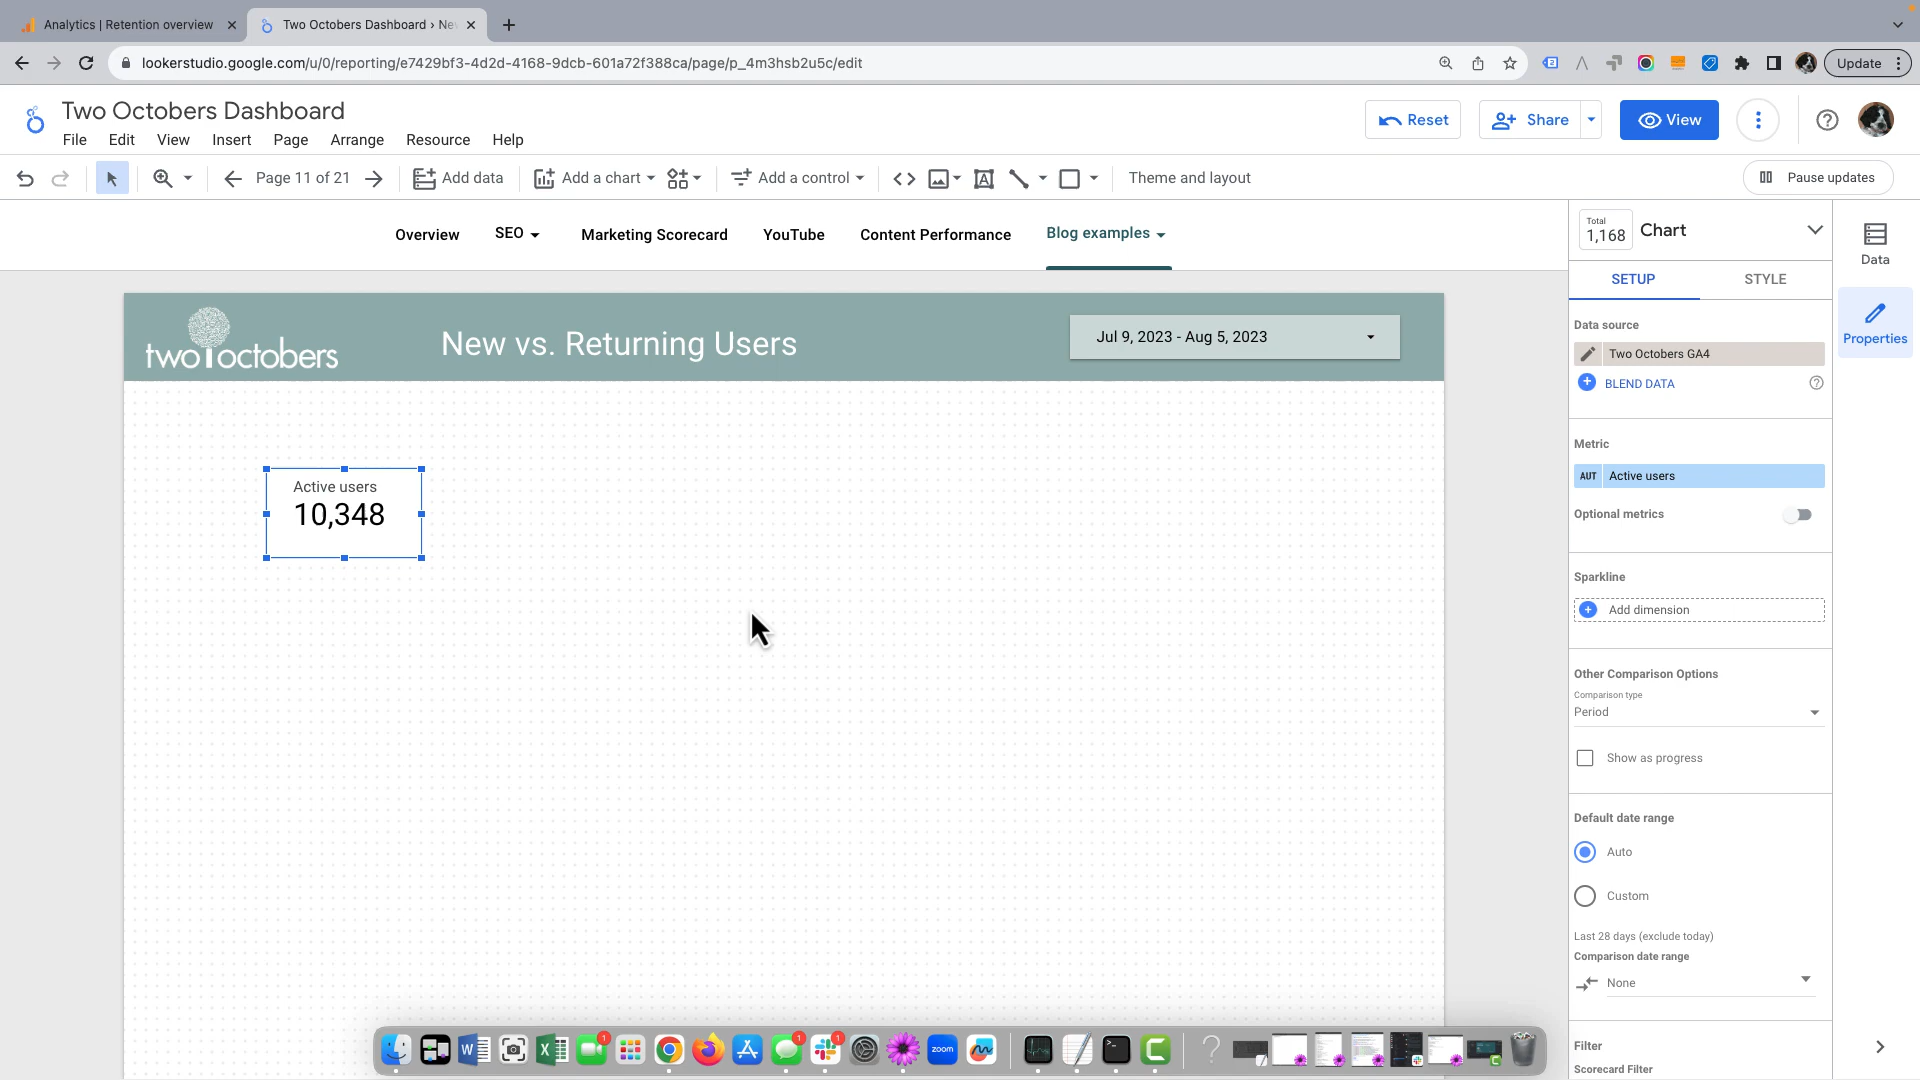 Analytics | Retention overview
Two Octobers Dashboard › Nev
lookerstudio.google.com/u/0/reporting/e7429bf3-4d2d-4168-9dcb-601a72f388ca/page/p_4m3hsb2u5c/edit
Update
Two Octobers Dashboard
File Edit View Insert Page Arrange Resource Help
Reset
Share
View
Page 11 of 21
Add data
Add a chart
Add a control
Theme and layout
Pause updates
Overview
SEO
Marketing Scorecard
YouTube
Content Performance
Blog examples
two octobers
New vs. Returning Users
Jul 9, 2023 - Aug 5, 2023
Active users
10,348
Total
1,168
Chart
SETUP
STYLE
Data source
Two Octobers GA4
BLEND DATA
Metric
AUT Active users
Optional metrics
Sparkline
Add dimension
Other Comparison Options
Comparison type
Period
Show as progress
Default date range
Auto
Custom
Last 28 days (exclude today)
Comparison date range
None
Filter
Scorecard Filter
Data
Properties
zoom